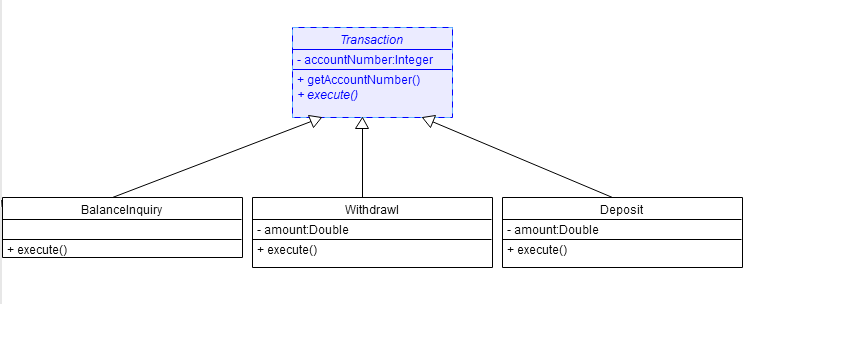 Transaction
- accountNumber:Integer
+ getAccountNumber()
+ execute()
BalanceInquiry
+ execute()
Withdrawl
- amount:Double
+ execute()
Deposit
- amount:Double
+ execute()